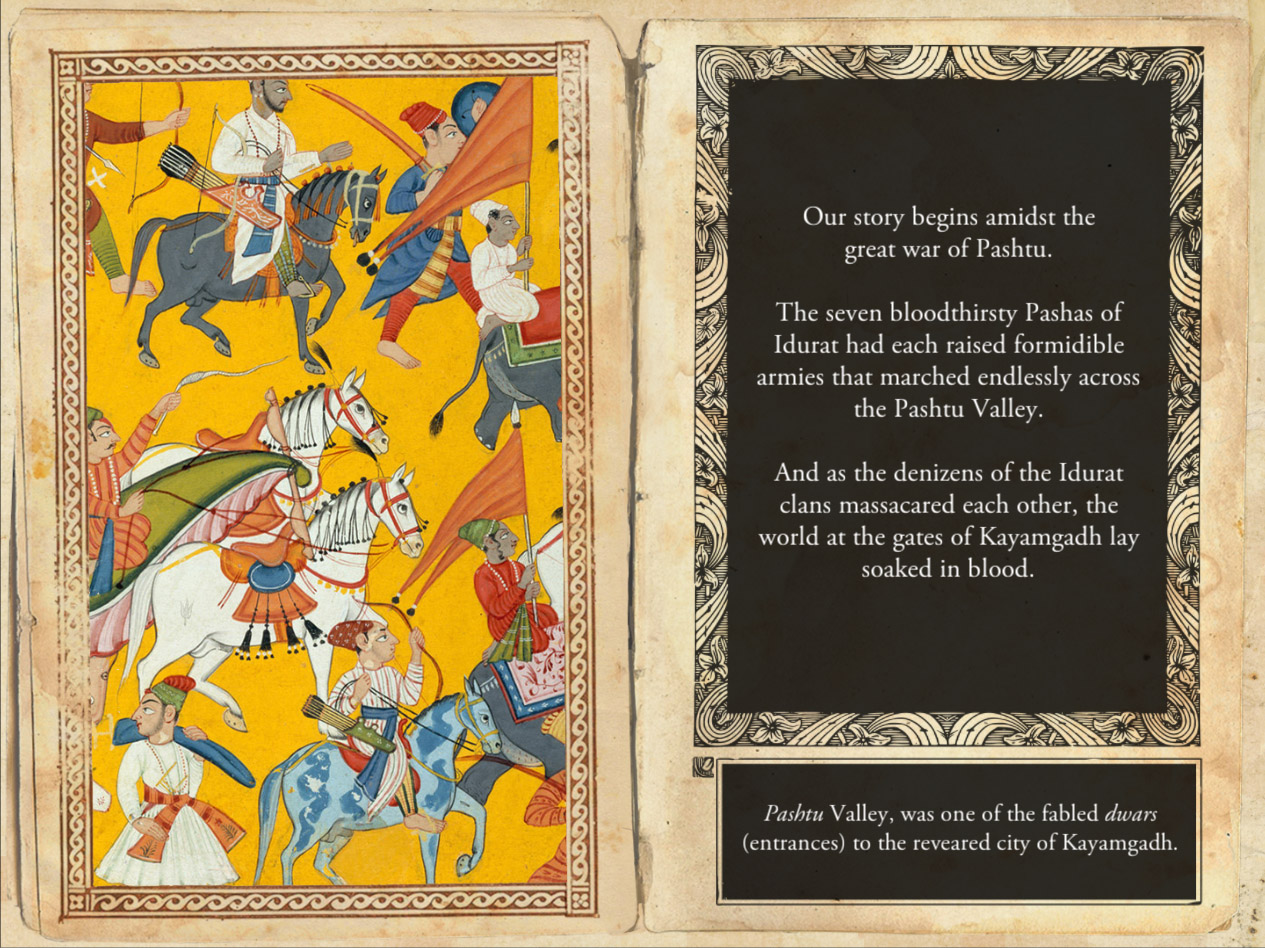 Our story begins amidst the
great war of Pashtu.
The seven bloodthirsty Pashas of
Idurat had each raised formidible
armies that marched endlessly across
the Pashtu Valley.
And as the denizens of the Idurat
clans massacared each other, the
world at the gates of Kayamgadh lay
soaked in blood.
Pashtu Valley, was one of the fabled dwars
(entrances) to the reveared city of Kayamgadh.